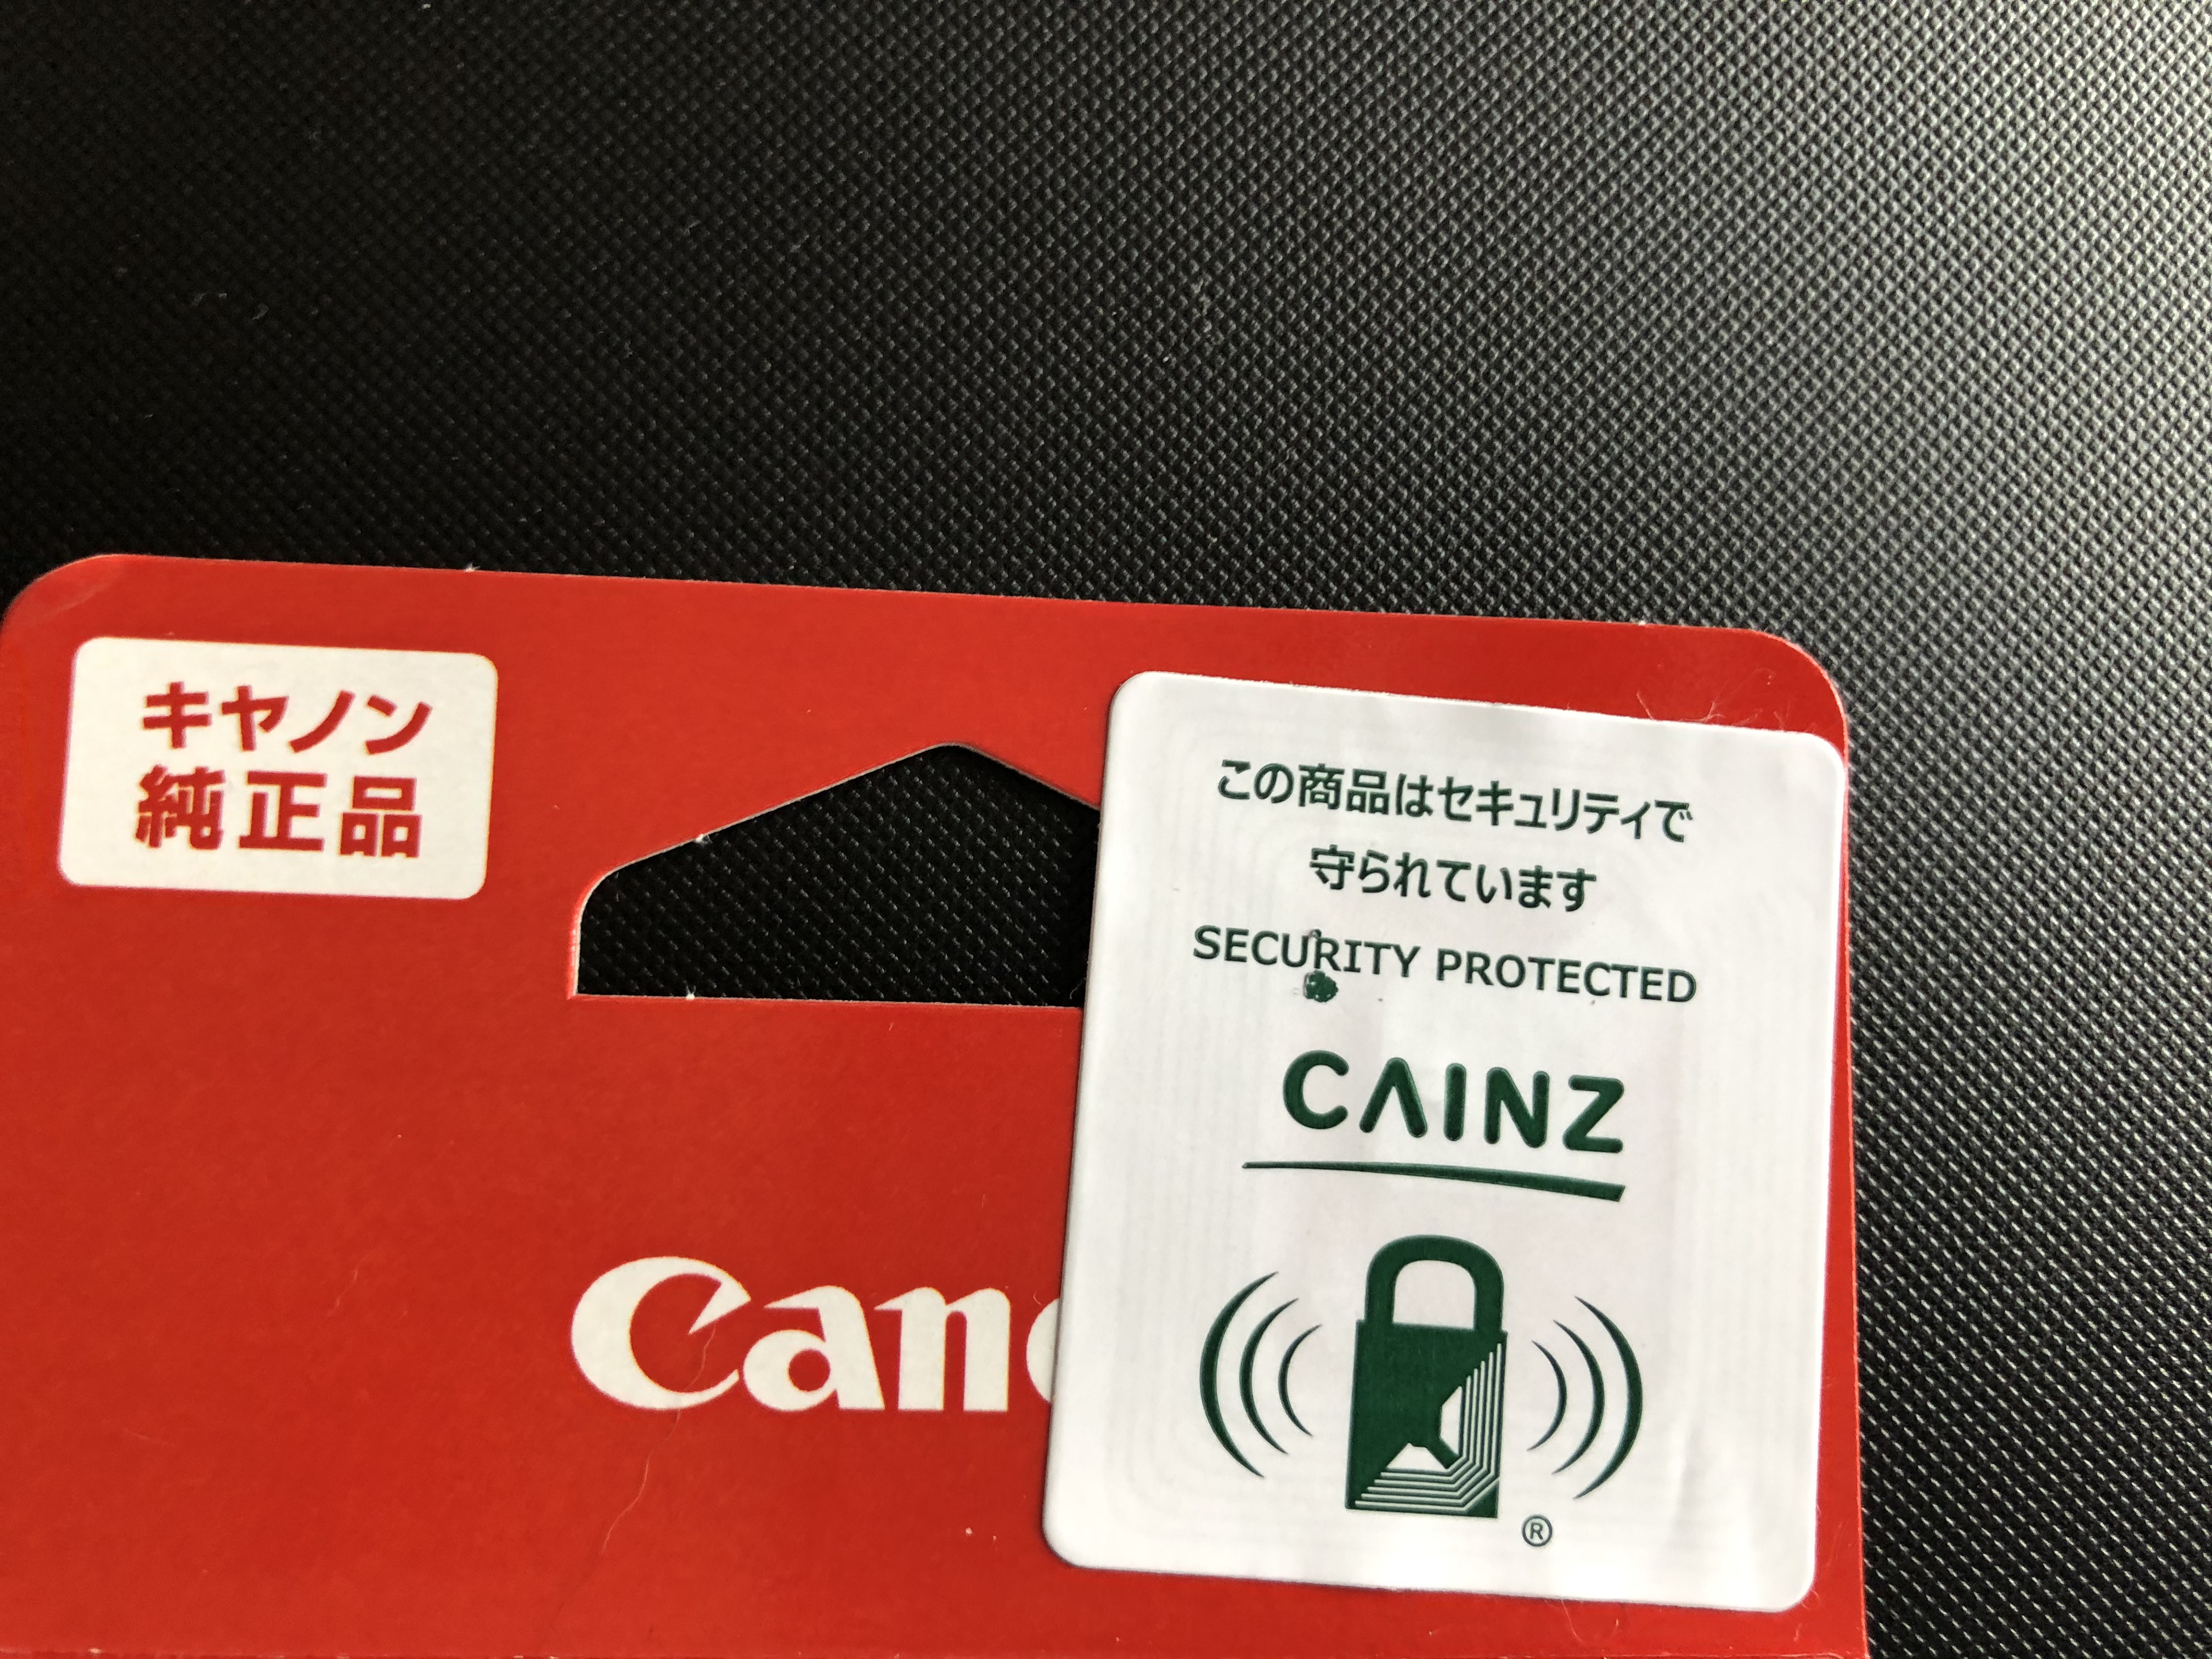 キヤノン
純正品
この商品はセキュリティで
守られています
SECURITY PROTECTED
CAINZ
®